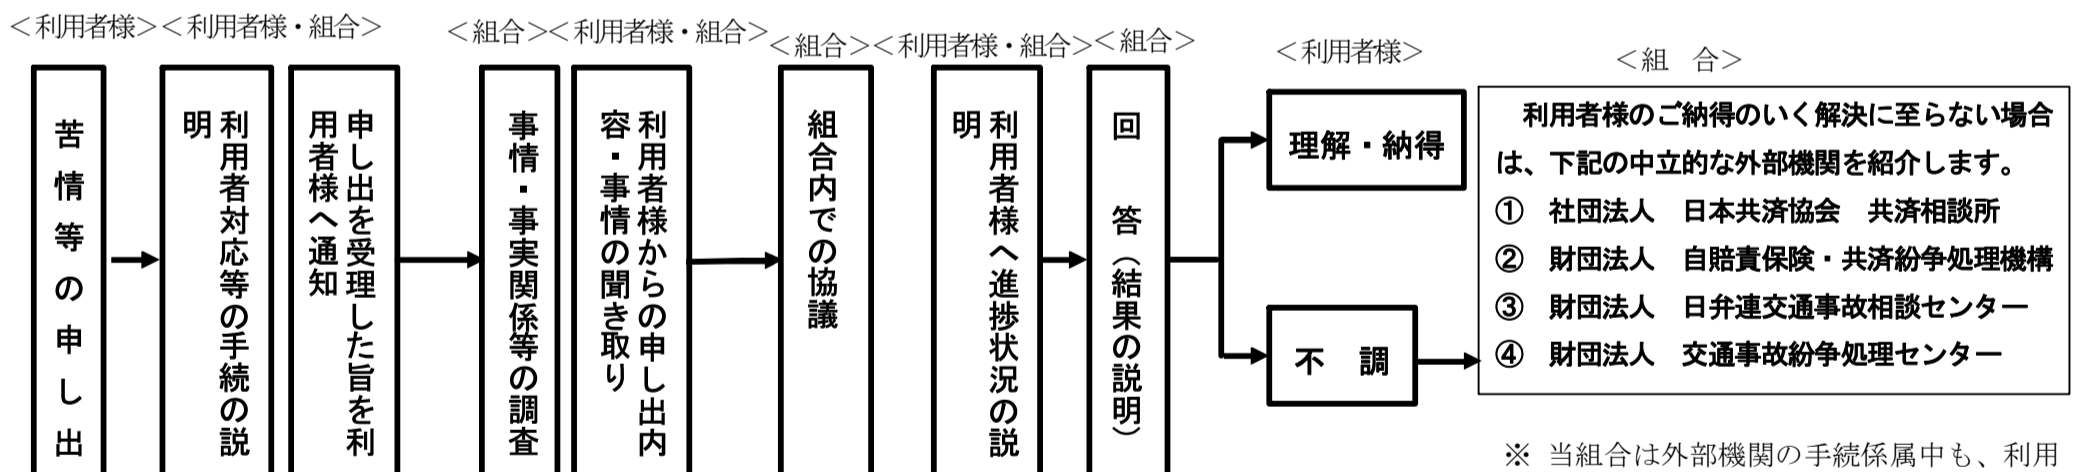 ＜利用者様＞＜利用者様・組合＞
＜組合＞＜利用者様・組合＞
＜組合＞
＜利用者様・組合＞
＜組合＞
＜利用者様＞
＜組　合＞
苦情等の申し出
利用者対応等の手続の説
明
申し出を受理した旨を利
用者様へ通知
事情・事実関係等の調査
利用者様からの申し出内
容・事情の聞き取り
組合内での協議
利用者様へ進捗状況の説
明
回　答（結果の説明）
理解・納得
不　調
利用者様のご納得のいく解決に至らない場合
は、下記の中立的な外部機関を紹介します。
①　社団法人　日本共済協会　共済相談所
②　財団法人　自賠責保険・共済紛争処理機構
③　財団法人　日弁連交通事故相談センター
④　財団法人　交通事故紛争処理センター
※ 当組合は外部機関の手続係属中も、利用